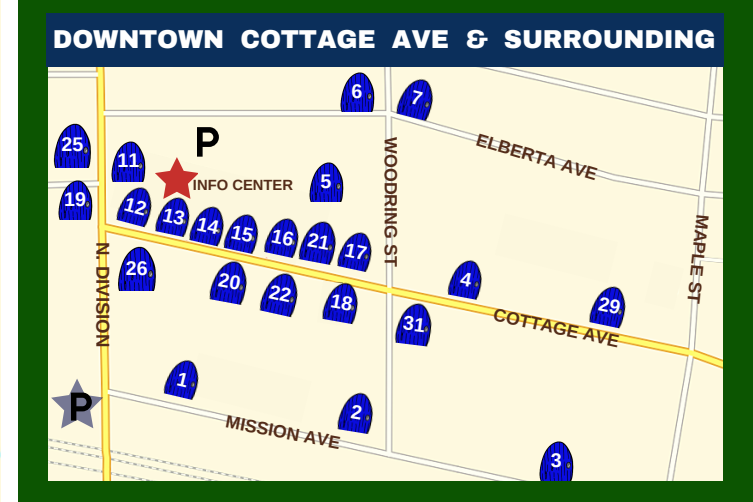 DOWNTOWN COTTAGE AVE & SURROUNDING
6
7
P
25
11
WOODRING ST
ELBERTA AVE
5
INFO CENTER
19
12
13
14
15
16
21
17
MAPLE ST
N. DIVISION
26
20
22
18
4
29
31
COTTAGE AVE
1
P
2
MISSION AVE
3